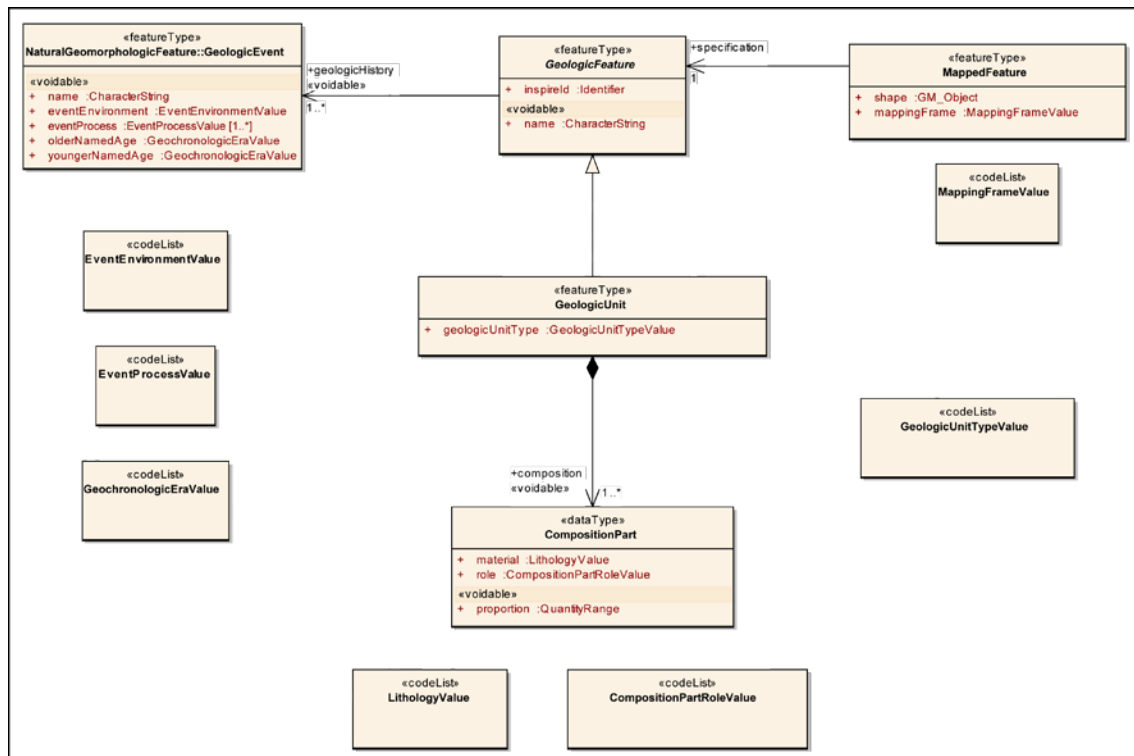 «featureType»
NaturalGeomorphologicFeature::GeologicEvent
«voidable»
+ name :CharacterString
+ eventEnvironment :EventEnvironmentValue
+ eventProcess :EventProcessValue [1..*]
+ olderNamedAge :GeochronologicEraValue
+ youngerNamedAge :GeochronologicEraValue
+geologicHistory
«voidable»
1..*
«featureType»
GeologicFeature
+ inspireId :Identifier
«voidable»
+ name :CharacterString
+specification
1
«featureType»
MappedFeature
+ shape :GM_Object
+ mappingFrame :MappingFrameValue
«codeList»
MappingFrameValue
«codeList»
EventEnvironmentValue
«featureType»
GeologicUnit
+ geologicUnitType :GeologicUnitTypeValue
«codeList»
EventProcessValue
«codeList»
GeologicUnitTypeValue
«codeList»
GeochronologicEraValue
+composition
«voidable»
1..*
«dataType»
CompositionPart
+ material :LithologyValue
+ role :CompositionPartRoleValue
«voidable»
+ proportion :QuantityRange
«codeList»
LithologyValue
«codeList»
CompositionPartRoleValue